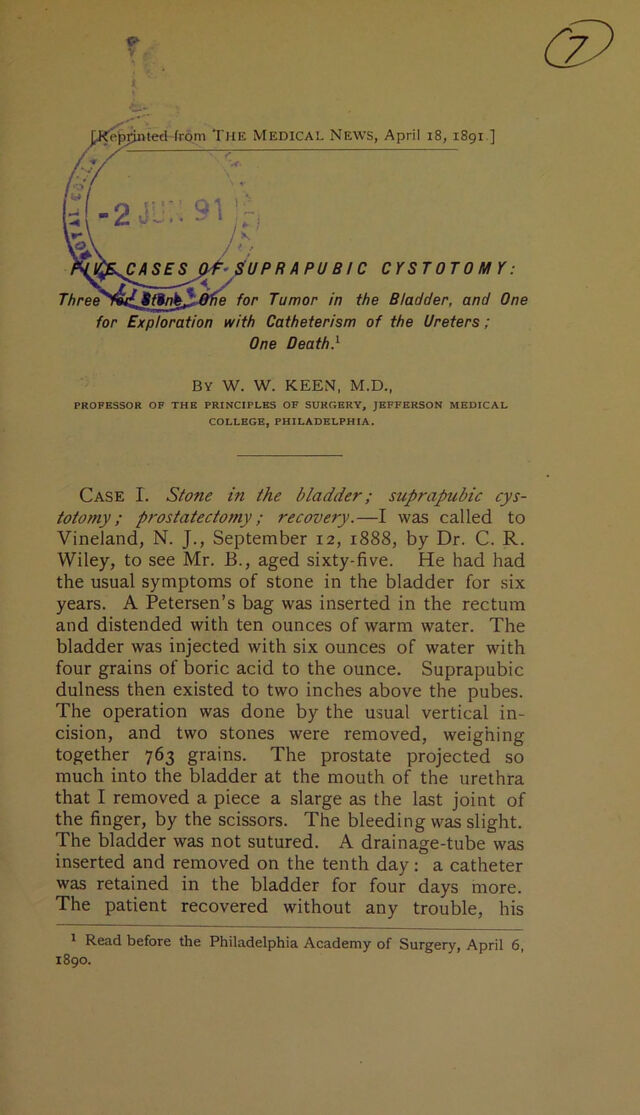 7
[Reprinted from THE MEDICAL NEWS, April 18, 1891.]
-2 JUN 91
FIVE CASES OF SUPRAPUBIC CYSTOTOMY:
Three for Stone, One for Tumor in the Bladder, and One
for Exploration with Catheterism of the Ureters;
One Death.¹
BY W. W. KEEN, M.D.,
PROFESSOR OF THE PRINCIPLES OF SURGERY, JEFFERSON MEDICAL
COLLEGE, PHILADELPHIA.
CASE I. Stone in the bladder; suprapubic cys-
totomy; prostatectomy; recovery.—I was called to
Vineland, N. J., September 12, 1888, by Dr. C. R.
Wiley, to see Mr. B., aged sixty-five. He had had
the usual symptoms of stone in the bladder for six
years. A Petersen's bag was inserted in the rectum
and distended with ten ounces of warm water. The
bladder was injected with six ounces of water with
four grains of boric acid to the ounce. Suprapubic
dulness then existed to two inches above the pubes.
The operation was done by the usual vertical in-
cision, and two stones were removed, weighing
together 763 grains. The prostate projected so
much into the bladder at the mouth of the urethra
that I removed a piece a slarge as the last joint of
the finger, by the scissors. The bleeding was slight.
The bladder was not sutured. A drainage-tube was
inserted and removed on the tenth day: a catheter
was retained in the bladder for four days more.
The patient recovered without any trouble, his
¹ Read before the Philadelphia Academy of Surgery, April 6,
1890.